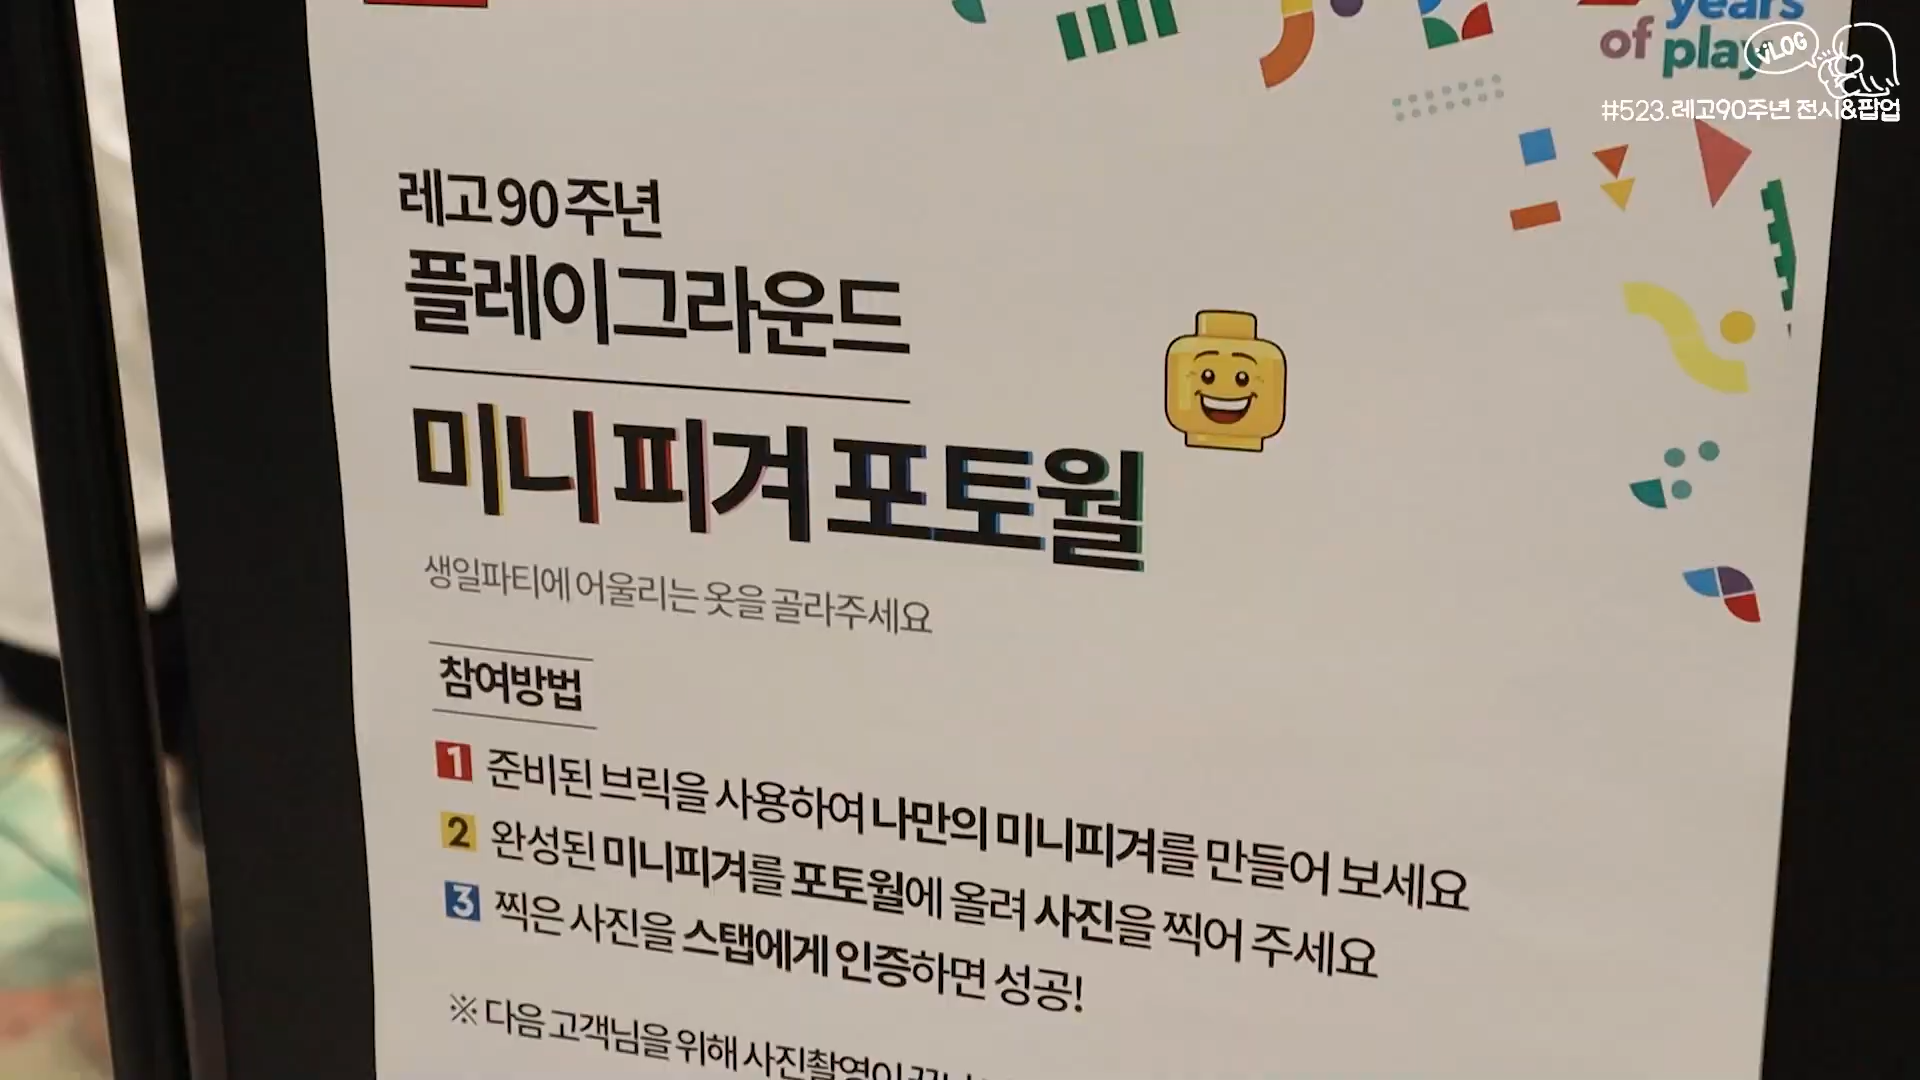 years
of play
VLOG
#523.레고90주년 전시&팝업
레고 90 주년
플레이그라운드
미니 피겨 포토월
생일파티에 어울리는 옷을 골라주세요
참여방법
1 준비된 브릭을 사용하여 나만의 미니피겨를 만들어 보세요
2 완성된 미니피겨를 포토월에 올려 사진을 찍어 주세요
3 찍은 사진을 스탭에게 인증하면 성공!
※ 다음 고객님을 위해 사진촬영이